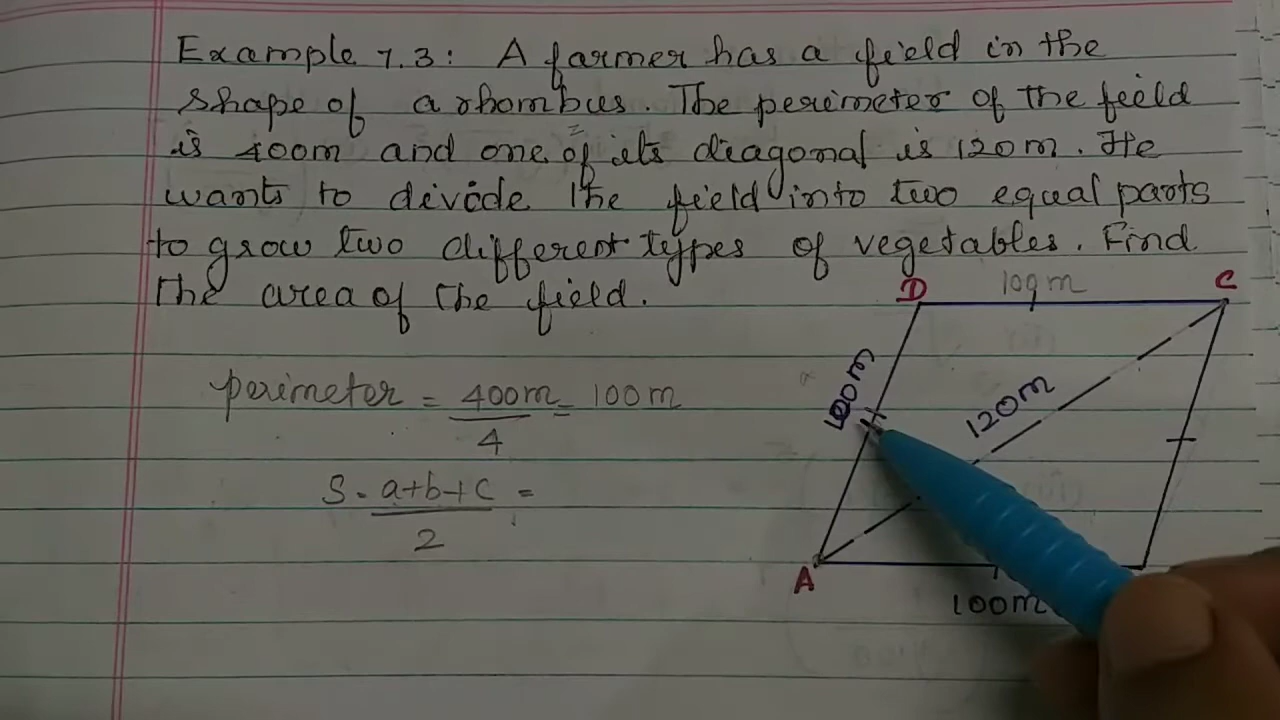 Example 7.3: A farmer has a field in the
shape of a rhombus. The perimeter of the field
is 400m and one of its diagonal is 120m. He
wants to divide the field into two equal parts
to grow two different types of vegetables. Find
the area of the field.
D 100m C
100m
120m
perimeter = 400m = 100m
4
S = a+b+c =
2
A
100m